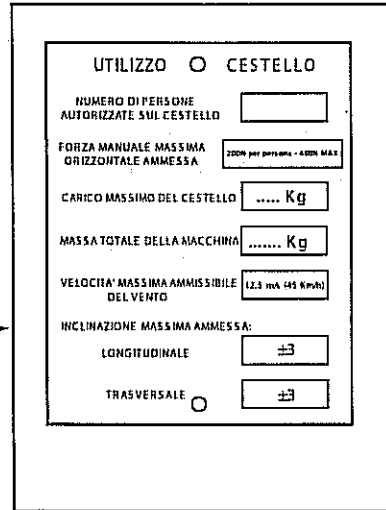 UTILIZZO CESTELLO
NUMERO DI PERSONE
AUTORIZZATE SUL CESTELLO
FORZA MANUALE MASSIMA
ORIZZONTALE AMMESSA
200N per persona - 400N MAX
CARICO MASSIMO DEL CESTELLO
..... Kg
MASSA TOTALE DELLA MACCHINA
....... Kg
VELOCITA' MASSIMA AMMISSIBILE
DEL VENTO
12.5 m/s (45 Km/h)
INCLINAZIONE MASSIMA AMMESSA:
LONGITUDINALE
±3
TRASVERSALE
±3